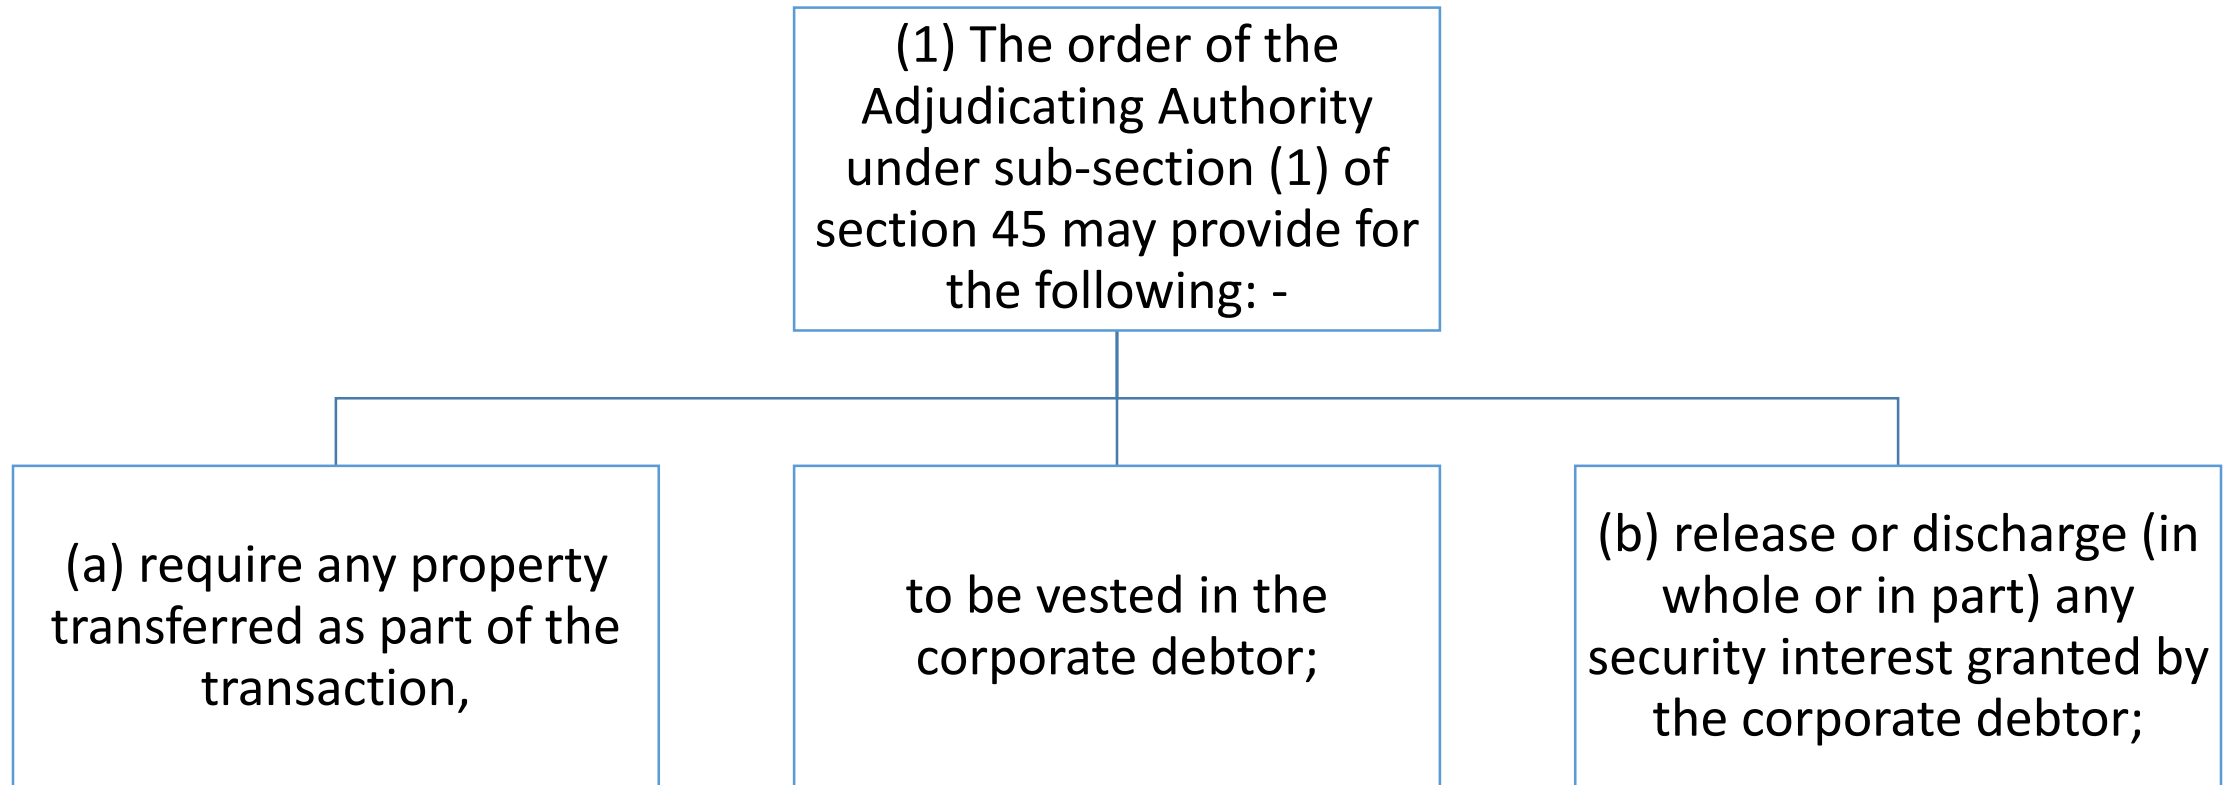 (1) The order of the
Adjudicating Authority
under sub-section (1) of
section 45 may provide for
the following: -
(a) require any property
transferred as part of the
transaction,
to be vested in the
corporate debtor;
(b) release or discharge (in
whole or in part) any
security interest granted by
the corporate debtor;